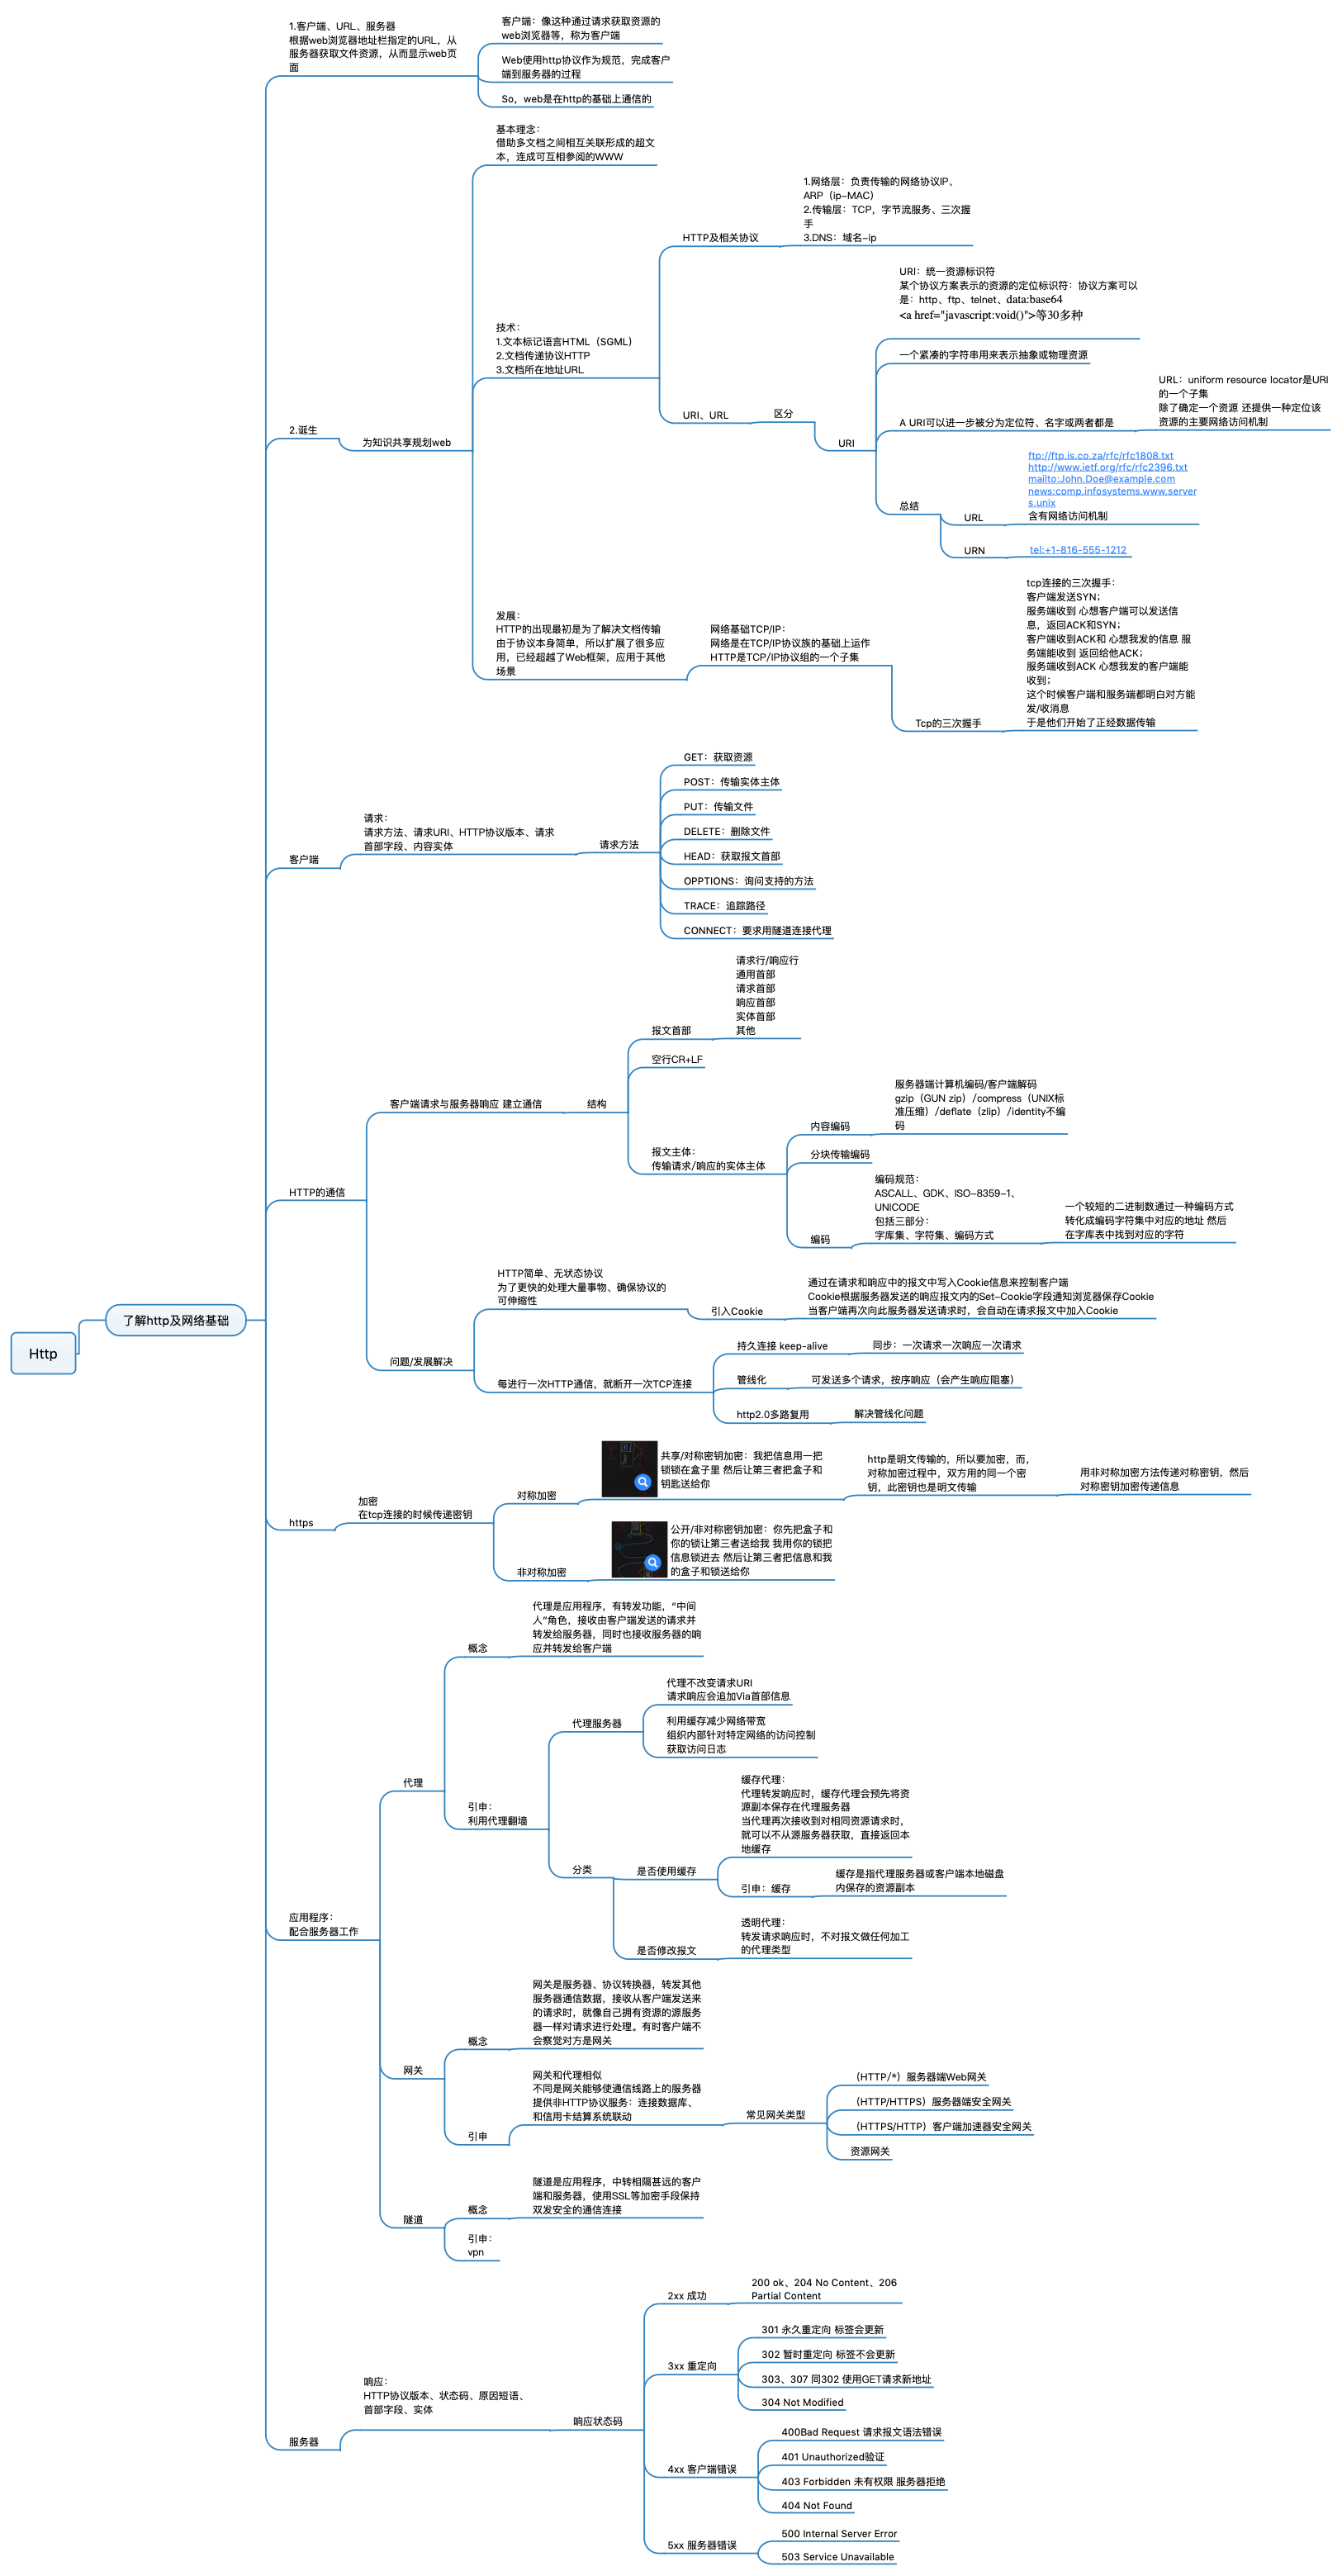 Http
了解http及网络基础
1.客户端、URL、服务器
根据web浏览器地址栏指定的URL，从
服务器获取文件资源，从而显示web页
面
客户端：像这种通过请求获取资源的
web浏览器等，称为客户端
Web使用http协议作为规范，完成客户
端到服务器的过程
So，web是在http的基础上通信的
2.诞生
为知识共享规划web
基本理念：
借助多文档之间相互关联形成的超文
本，连成可互相参阅的WWW
技术：
1.文本标记语言HTML（SGML）
2.文档传递协议HTTP
3.文档所在地址URL
HTTP及相关协议
1.网络层：负责传输的网络协议IP、
ARP（ip-MAC）
2.传输层：TCP，字节流服务、三次握
手
3.DNS：域名-ip
URI、URL
区分
URI
URI：统一资源标识符
某个协议方案表示的资源的定位标识符：协议方案可以
是：http、ftp、telnet、data:base64
<a href="javascript:void()">等30多种
一个紧凑的字符串用来表示抽象或物理资源
A URI可以进一步被分为定位符、名字或两者都是
URL：uniform resource locator是URI
的一个子集
除了确定一个资源 还提供一种定位该
资源的主要网络访问机制
总结
URL
ftp://ftp.is.co.za/rfc/rfc1808.txt
http://www.ietf.org/rfc/rfc2396.txt
mailto:John.Doe@example.com
news:comp.infosystems.www.server
s.unix
含有网络访问机制
URN
tel:+1-816-555-1212
发展：
HTTP的出现最初是为了解决文档传输
由于协议本身简单，所以扩展了很多应
用，已经超越了Web框架，应用于其他
场景
网络基础TCP/IP：
网络是在TCP/IP协议族的基础上运作
HTTP是TCP/IP协议组的一个子集
Tcp的三次握手
tcp连接的三次握手：
客户端发送SYN；
服务端收到 心想客户端可以发送信
息，返回ACK和SYN；
客户端收到ACK和 心想我发的信息 服
务端能收到 返回给他ACK；
服务端收到ACK 心想我发的客户端能
收到；
这个时候客户端和服务端都明白对方能
发/收消息
于是他们开始了正经数据传输
客户端
请求：
请求方法、请求URI、HTTP协议版本、请求
首部字段、内容实体
请求方法
GET：获取资源
POST：传输实体主体
PUT：传输文件
DELETE：删除文件
HEAD：获取报文首部
OPPTIONS：询问支持的方法
TRACE：追踪路径
CONNECT：要求用隧道连接代理
HTTP的通信
客户端请求与服务器响应 建立通信
结构
报文首部
请求行/响应行
通用首部
请求首部
响应首部
实体首部
其他
空行CR+LF
报文主体：
传输请求/响应的实体主体
内容编码
服务器端计算机编码/客户端解码
gzip（GUN zip）/compress（UNIX标
准压缩）/deflate（zlip）/identity不编
码
分块传输编码
编码
编码规范：
ASCALL、GDK、ISO-8359-1、
UNICODE
包括三部分：
字库集、字符集、编码方式
一个较短的二进制数通过一种编码方式
转化成编码字符集中对应的地址 然后
在字库表中找到对应的字符
问题/发展解决
HTTP简单、无状态协议
为了更快的处理大量事物、确保协议的
可伸缩性
引入Cookie
通过在请求和响应中的报文中写入Cookie信息来控制客户端
Cookie根据服务器发送的响应报文内的Set-Cookie字段通知浏览器保存Cookie
当客户端再次向此服务器发送请求时，会自动在请求报文中加入Cookie
每进行一次HTTP通信，就断开一次TCP连接
持久连接 keep-alive
同步：一次请求一次响应一次请求
管线化
可发送多个请求，按序响应（会产生响应阻塞）
http2.0多路复用
解决管线化问题
https
加密
在tcp连接的时候传递密钥
对称加密
共享/对称密钥加密：我把信息用一把
锁锁在盒子里 然后让第三者把盒子和
钥匙送给你
http是明文传输的，所以要加密，而，
对称加密过程中，双方用的同一个密
钥，此密钥也是明文传输
用非对称加密方法传递对称密钥，然后
对称密钥加密传递信息
非对称加密
公开/非对称密钥加密：你先把盒子和
你的锁让第三者送给我 我用你的锁把
信息锁进去 然后让第三者把信息和我
的盒子和锁送给你
应用程序：
配合服务器工作
代理
概念
代理是应用程序，有转发功能，“中间
人”角色，接收由客户端发送的请求并
转发给服务器，同时也接收服务器的响
应并转发给客户端
引申：
利用代理翻墙
代理服务器
代理不改变请求URI
请求响应会追加Via首部信息
利用缓存减少网络带宽
组织内部针对特定网络的访问控制
获取访问日志
分类
是否使用缓存
缓存代理：
代理转发响应时，缓存代理会预先将资
源副本保存在代理服务器
当代理再次接收到对相同资源请求时，
就可以不从源服务器获取，直接返回本
地缓存
引申：缓存
缓存是指代理服务器或客户端本地磁盘
内保存的资源副本
是否修改报文
透明代理：
转发请求响应时，不对报文做任何加工
的代理类型
网关
概念
网关是服务器、协议转换器，转发其他
服务器通信数据，接收从客户端发送来
的请求时，就像自己拥有资源的源服务
器一样对请求进行处理。有时客户端不
会察觉对方是网关
引申
网关和代理相似
不同是网关能够使通信线路上的服务器
提供非HTTP协议服务：连接数据库、
和信用卡结算系统联动
常见网关类型
（HTTP/*）服务器端Web网关
（HTTP/HTTPS）服务器端安全网关
（HTTPS/HTTP）客户端加速器安全网关
资源网关
隧道
概念
隧道是应用程序，中转相隔甚远的客户
端和服务器，使用SSL等加密手段保持
双发安全的通信连接
引申：
vpn
服务器
响应：
HTTP协议版本、状态码、原因短语、
首部字段、实体
响应状态码
2xx 成功
200 ok、204 No Content、206
Partial Content
3xx 重定向
301 永久重定向 标签会更新
302 暂时重定向 标签不会更新
303、307 同302 使用GET请求新地址
304 Not Modified
4xx 客户端错误
400Bad Request 请求报文语法错误
401 Unauthorized验证
403 Forbidden 未有权限 服务器拒绝
404 Not Found
5xx 服务器错误
500 Internal Server Error
503 Service Unavailable